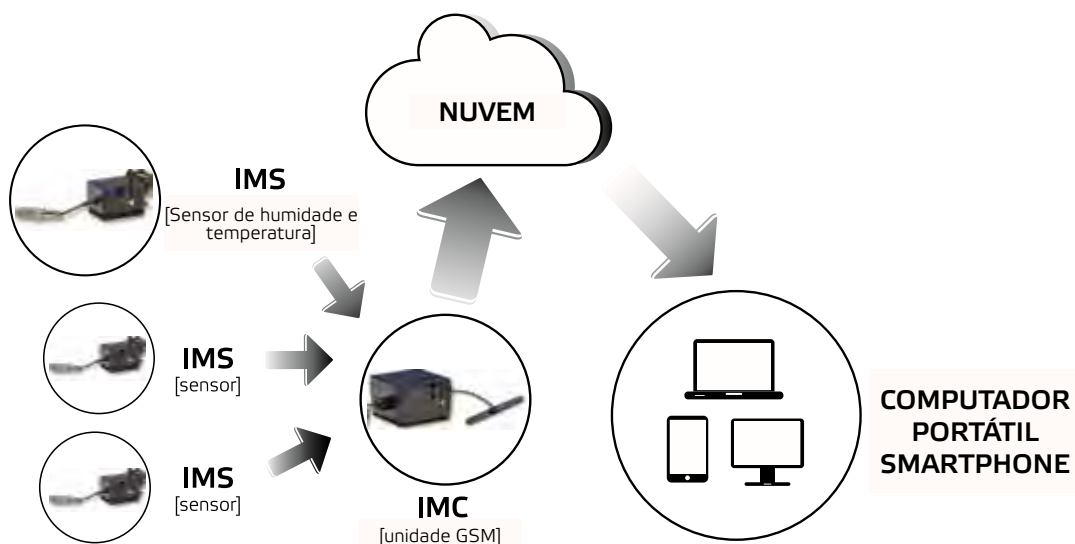 NUVEM
IMS
[Sensor de humidade e
temperatura]
IMS
[sensor]
IMS
[sensor]
IMC
[unidade GSM]
COMPUTADOR
PORTÁTIL
SMARTPHONE